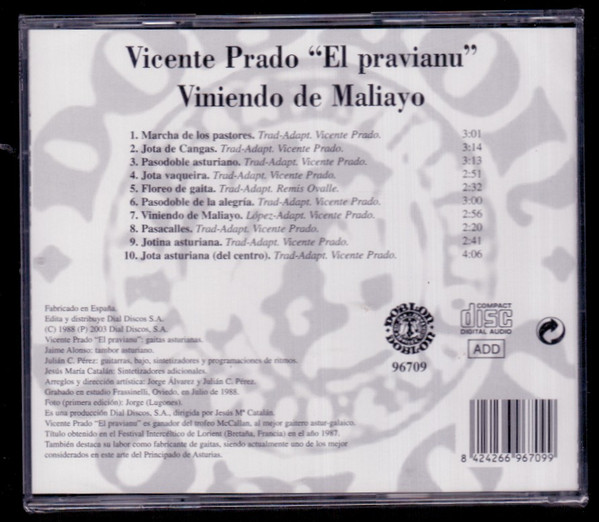 Vicente Prado “El pravianu”
Viniendo de Maliayo
1. Marcha de los pastores. Trad-Adapt. Vicente Prado. 3:01
2. Jota de Cangas. Trad-Adapt. Vicente Prado. 3:14
3. Pasodoble asturiano. Trad-Adapt. Vicente Prado. 3:13
4. Jota vaqueira. Trad-Adapt. Vicente Prado. 2:51
5. Floreo de gaita. Trad-Adapt. Remis Ovalle. 2:32
6. Pasodoble de la alegría. Trad-Adapt. Vicente Prado. 3:00
7. Viniendo de Maliayo. López-Adapt. Vicente Prado. 2:56
8. Pasacalles. Trad-Adapt. Vicente Prado. 2:20
9. Jotina asturiana. Trad-Adapt. Vicente Prado. 2:41
10. Jota asturiana (del centro). Trad-Adapt. Vicente Prado. 4:06
Fabricado en España.
Edita y distribuye Dial Discos S.A.
(C) 1988 (P) 2003 Dial Discos, S.A.
Vicente Prado "El pravianu": gaitas asturianas.
Jaime Alonso: tambor asturiano.
Julián C. Pérez: guitarras, bajo, sintetizadores y programaciones de ritmos.
Jesús María Catalán: Sintetizadores adicionales.
Arreglos y dirección artística: Jorge Álvarez y Julián C. Pérez.
Grabado en estudio Frassinelli, Oviedo, en Julio de 1988.
Foto (primera edición): Jorge (Lagones).
Es una producción Dial Discos S.A., dirigida por Jesús Mª Catalán.
Vicente Prado "El pravianu" es ganador del trofeo McCallan, al mejor gaitero astur-galaico.
Título obtenido en el Festival Intercéltico de Lorient (Bretaña, Francia) en el año 1987.
También destaca su labor como fabricante de gaitas, siendo actualmente uno de los mejor
considerados en este arte del Principado de Asturias.
DOBLON
DOBLON
96709
COMPACT
disc
DIGITAL AUDIO
ADD
8 424266 967099